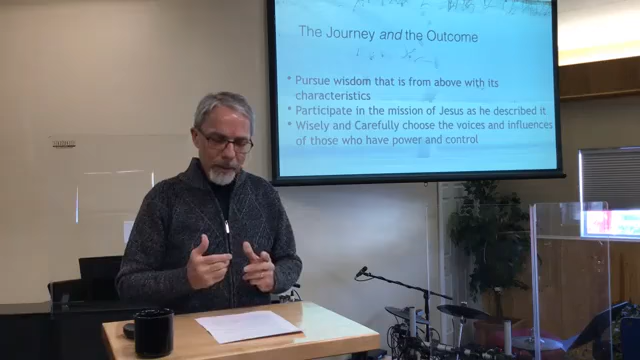 The Journey and the Outcome
* Pursue wisdom that is from above with its
characteristics
* Participate in the mission of Jesus as he described it.
* Wisely and Carefully choose the voices and influences
of those who have power and control